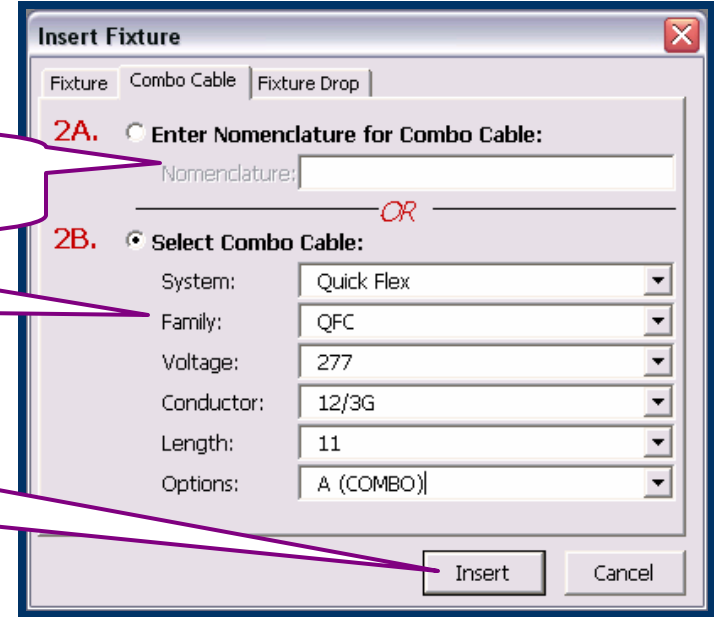 Insert Fixture
Fixture Combo Cable Fixture Drop
2A. Enter Nomenclature for Combo Cable:
Nomenclature:
OR
2B. Select Combo Cable:
System: Quick Flex
Family: QFC
Voltage: 277
Conductor: 12/3G
Length: 11
Options: A (COMBO)
Insert Cancel